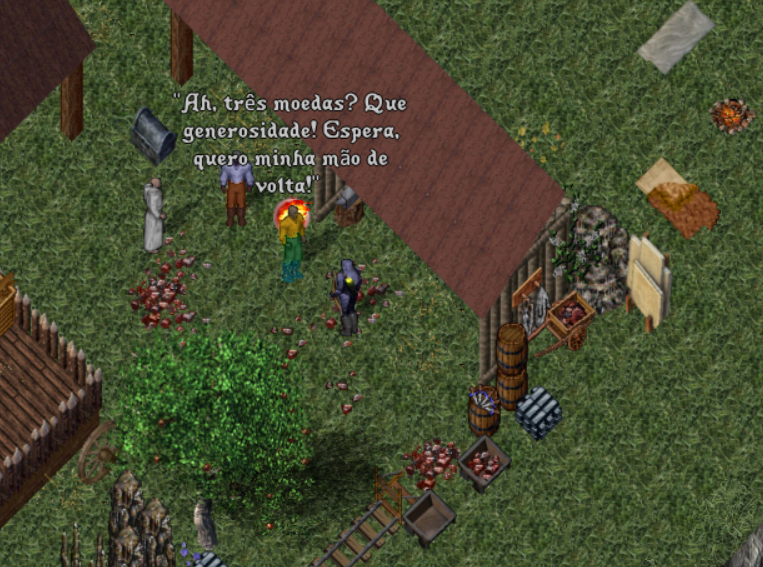 "Ah, três moedas? Que
generosidade! Espera,
quero minha mão de
volta!"